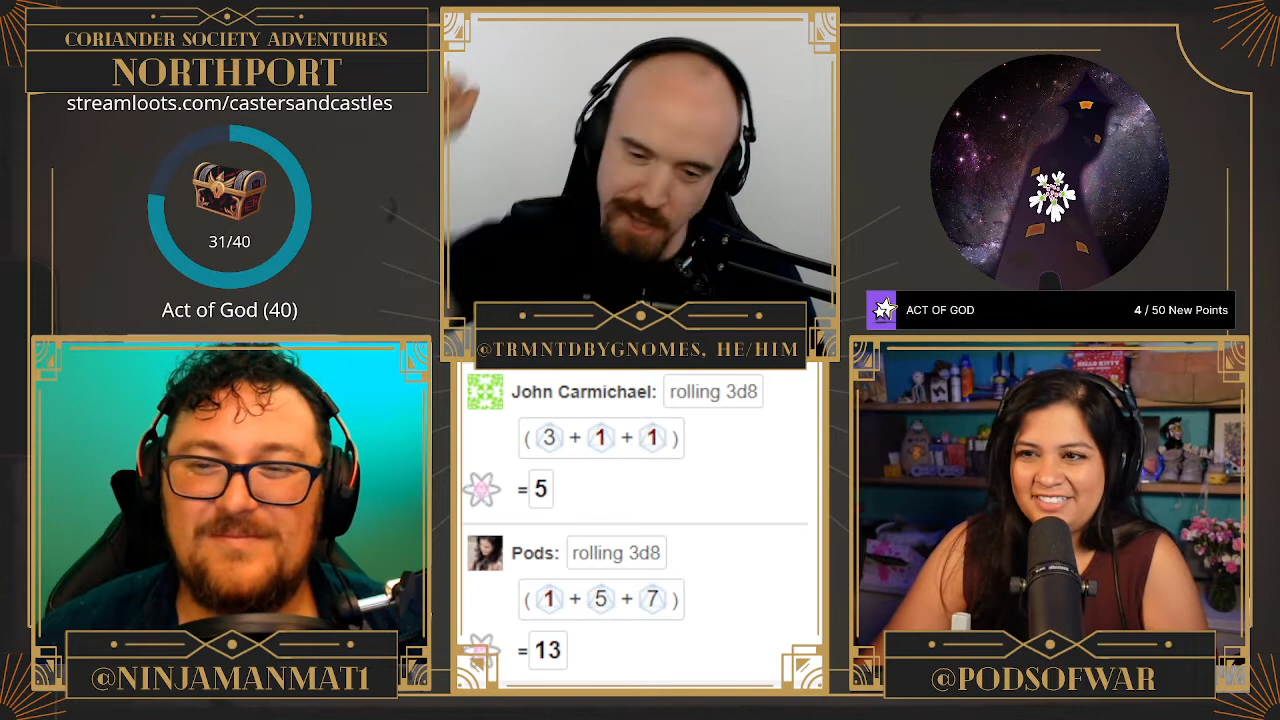 CORIANDER SOCIETY ADVENTURES
NORTHPORT
streamloots.com/castersandcastles
31/40
Act of God (40)
@TRMNTDBYGNOMES, HE/HIM
ACT OF GOD 4 / 50 New Points
John Carmichael: rolling 3d8
( 3 + 1 + 1 )
= 5
Pods: rolling 3d8
( 1 + 5 + 7 )
= 13
HELLO KITTY
@NINJAMANMAT1
@PODSOFWAR